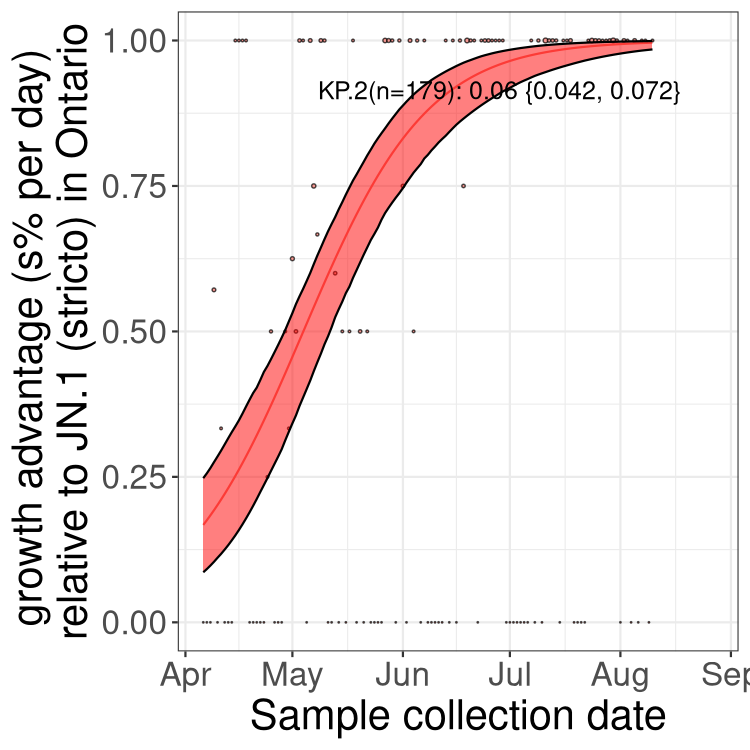 growth advantage (s% per day)
relative to JN.1 (stricto) in Ontario
1.00
0.75
0.50
0.25
0.00
KP.2(n=179): 0.06 {0.042, 0.072}
Apr May Jun Jul Aug Sep
Sample collection date